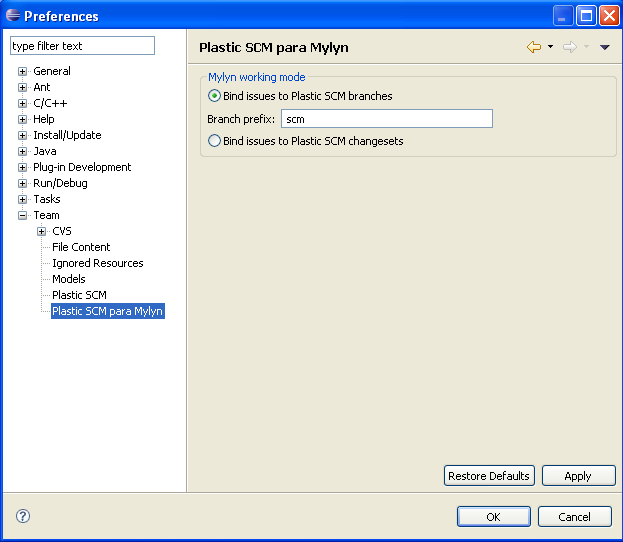 Preferences
type filter text
General
Ant
C/C++
Help
Install/Update
Java
Plug-in Development
Run/Debug
Tasks
Team
CVS
File Content
Ignored Resources
Models
Plastic SCM
Plastic SCM para Mylyn
Plastic SCM para Mylyn
Mylyn working mode
Bind issues to Plastic SCM branches
Branch prefix: scm
Bind issues to Plastic SCM changesets
Restore Defaults Apply
OK Cancel